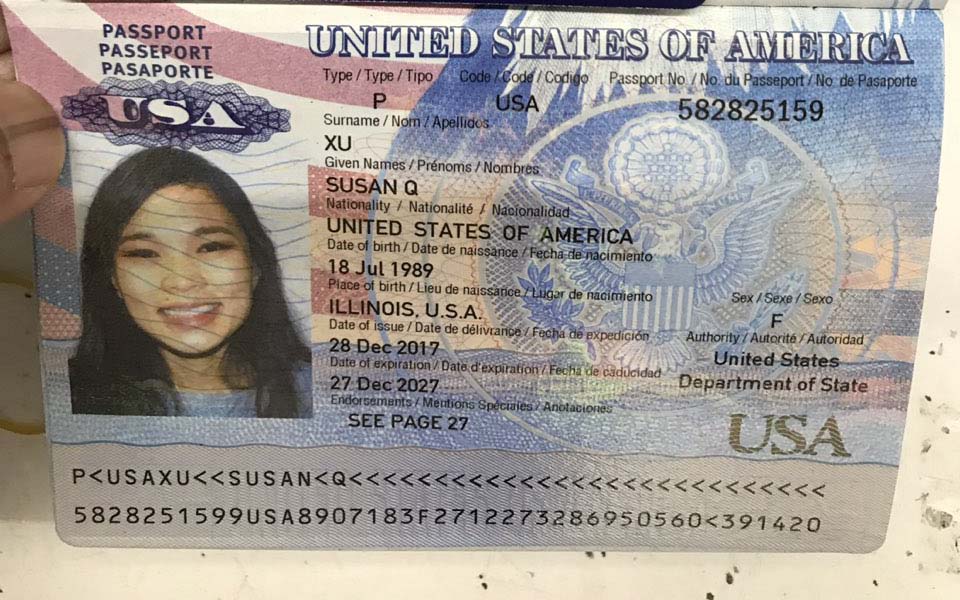 PASSPORT
PASSEPORT
PASAPORTE
USA
UNITED STATES OF AMERICA
Type / Type / Tipo Code / Code / Codigo Passport No. / No. du Passeport / No. de Pasaporte
P USA 582825159
Surname / Nom / Apellidos
XU
Given Names / Prénoms / Nombres
SUSAN Q
Nationality / Nationalité / Nacionalidad
UNITED STATES OF AMERICA
Date of birth / Date de naissance / Fecha de nacimiento
18 Jul 1989
Place of birth / Lieu de naissance / Lugar de nacimiento Sex / Sexe / Sexo
ILLINOIS, U.S.A. F
Date of issue / Date de délivrance / Fecha de expedición Authority / Autorité / Autoridad
28 Dec 2017 United States
Date of expiration / Date d'expiration / Fecha de caducidad Department of State
27 Dec 2027
Endorsements / Mentions Spéciales / Anotaciones
SEE PAGE 27
USA
P<USAXU<<SUSAN<Q<<<<<<<<<<<<<<<<<<<<<<<<<<<<
5828251599USA8907183F2712273286950560<391420